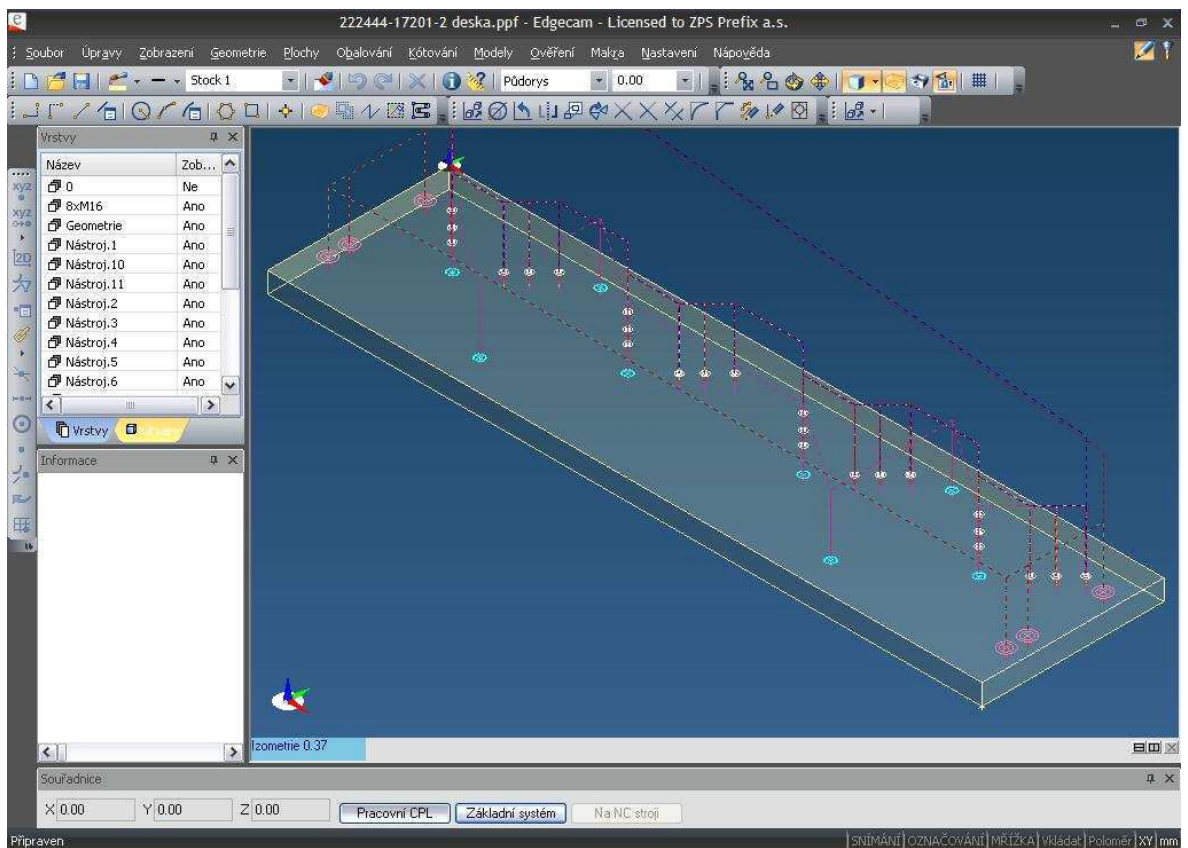 222444-17201-2 deska.ppf - Edgecam - Licensed to ZPS Prefix a.s.
Soubor Úpravy Zobrazení Geometrie Plochy Obalování Kótování Modely Ověření Makra Nastavení Nápověda
Stock 1 Půdorys 0.00
Vrstvy
Název Zob...
0 Ne
8xM16 Ano
Geometrie Ano
Nástroj.1 Ano
Nástroj.10 Ano
Nástroj.11 Ano
Nástroj.2 Ano
Nástroj.3 Ano
Nástroj.4 Ano
Nástroj.5 Ano
Nástroj.6 Ano
Vrstvy
Informace
xyz
xyz
2D
Izometrie 0.37
Souřadnice
X 0.00 Y 0.00 Z 0.00 Pracovní CPL Základní systém Na NC stroji
Připraven SNÍMÁNÍ OZNAČOVÁNÍ MŘÍŽKA Vkládat Poloměr XY mm